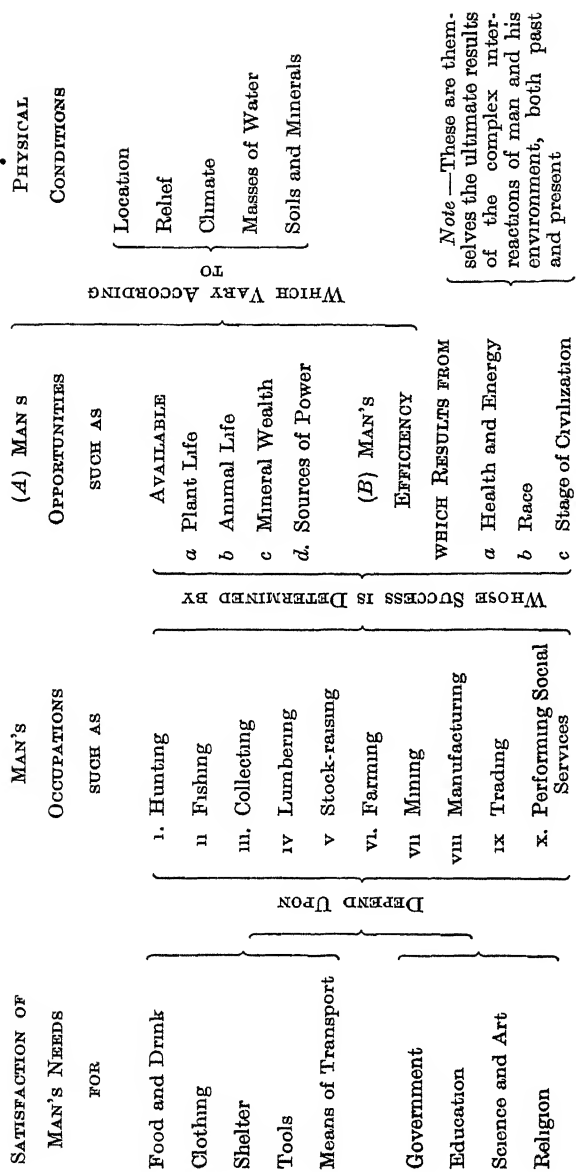 SATISFACTION OF
MAN'S NEEDS
FOR
Food and Drink
Clothing
Shelter
Tools
Means of Transport
Government
Education
Science and Art
Religion
DEPEND UPON
MAN'S
OCCUPATIONS
SUCH AS
i. Hunting
ii Fishing
iii. Collecting
iv Lumbering
v Stock-raising
vi. Farming
vii Mining
viii Manufacturing
ix Trading
x. Performing Social
Services
WHOSE SUCCESS IS DETERMINED BY
(A) MAN S
OPPORTUNITIES
SUCH AS
AVAILABLE
a Plant Life
b Animal Life
c Mineral Wealth
d. Sources of Power
(B) MAN'S
EFFICIENCY
WHICH RESULTS FROM
a Health and Energy
b Race
c Stage of Civilization
WHICH VARY ACCORDING
TO
PHYSICAL
CONDITIONS
Location
Relief
Climate
Masses of Water
Soils and Minerals
Note—These are them-
selves the ultimate results
of the complex inter-
reactions of man and his
environment, both past
and present